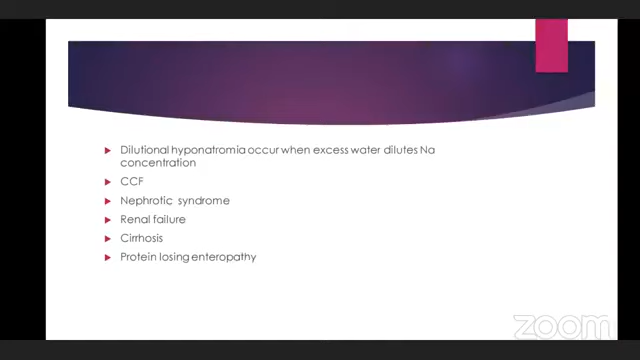 Dilutional hyponatromia occur when excess water dilutes Na
concentration
CCF
Nephrotic syndrome
Renal failure
Cirrhosis
Protein losing enteropathy
zoom